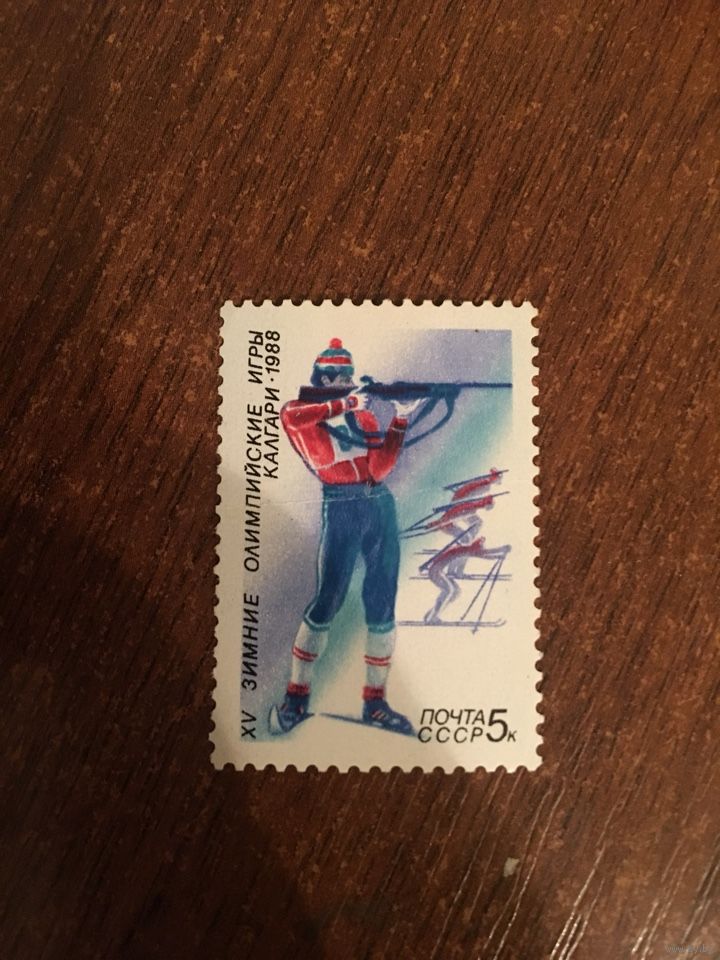 XV ЗИМНИЕ ОЛИМПИЙСКИЕ ИГРЫ
КАЛГАРИ·1988
ПОЧТА
СССР 5к